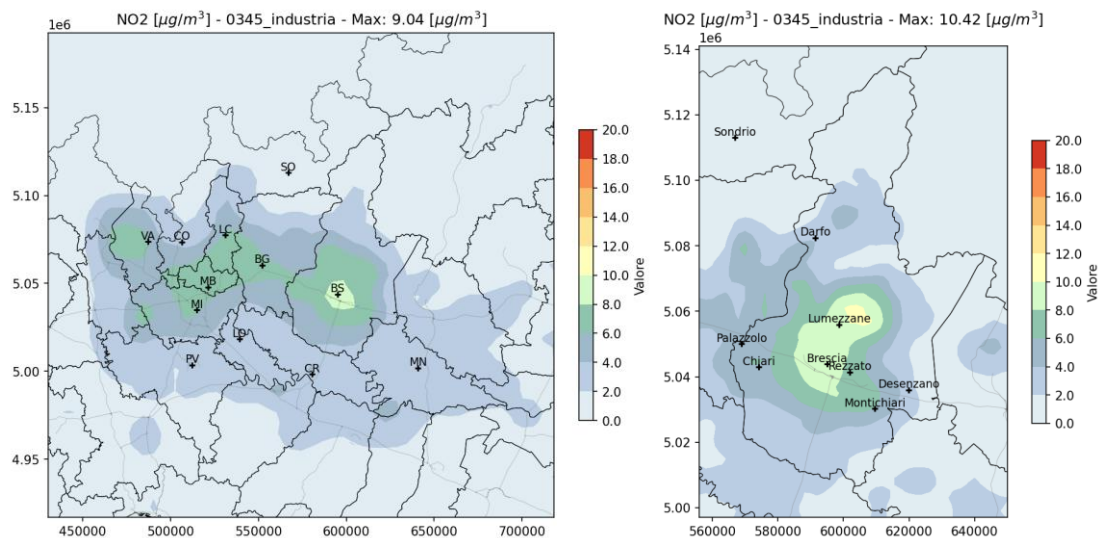 NO2 [μg/m³] - 0345_industria - Max: 9.04 [μg/m³]
1e6
5.15
5.10
5.05
5.00
4.95
450000 500000 550000 600000 650000 700000
SO
VA CO LC
BG
MB
BS
MI
LO
PV CR MN
20.0
18.0
16.0
14.0
12.0
10.0
8.0
6.0
4.0
2.0
0.0
Valore
NO2 [μg/m³] - 0345_industria - Max: 10.42 [μg/m³]
1e6
5.14
5.12
5.10
5.08
5.06
5.04
5.02
5.00
560000 580000 600000 620000 640000
Sondrio
Darfo
Lumezzane
Palazzolo
Brescia
Chiari Rezzato
Desenzano
Montichiari
20.0
18.0
16.0
14.0
12.0
10.0
8.0
6.0
4.0
2.0
0.0
Valore